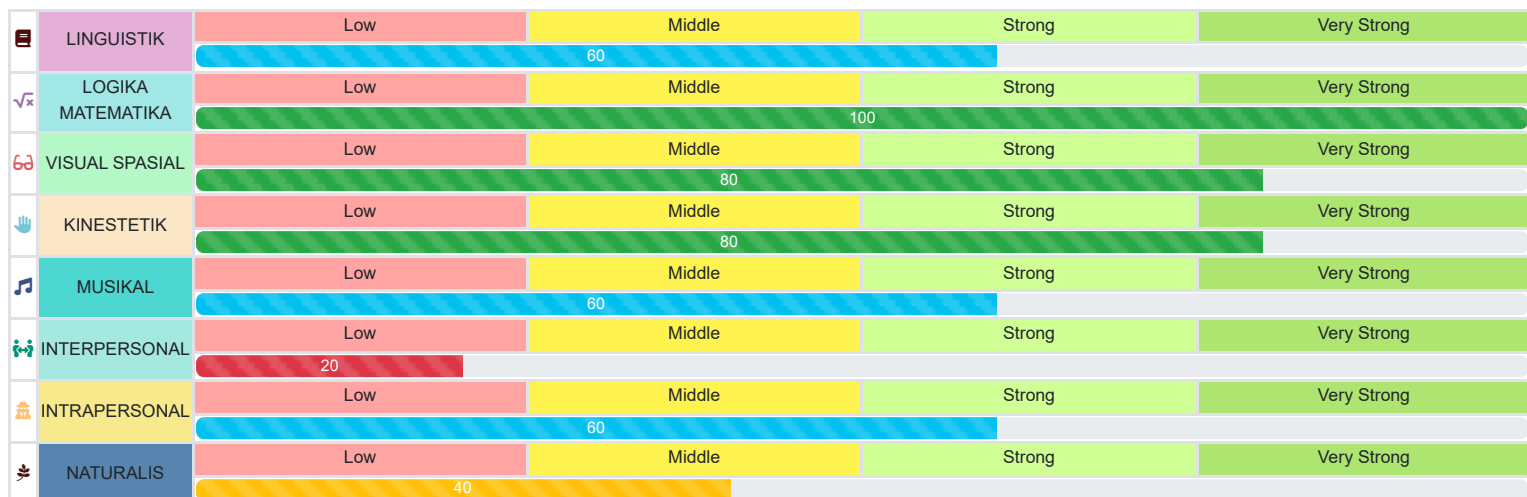 LINGUISTIK Low Middle Strong Very Strong
60
LOGIKA MATEMATIKA Low Middle Strong Very Strong
100
VISUAL SPASIAL Low Middle Strong Very Strong
80
KINESTETIK Low Middle Strong Very Strong
80
MUSIKAL Low Middle Strong Very Strong
60
INTERPERSONAL Low Middle Strong Very Strong
20
INTRAPERSONAL Low Middle Strong Very Strong
60
NATURALIS Low Middle Strong Very Strong
40